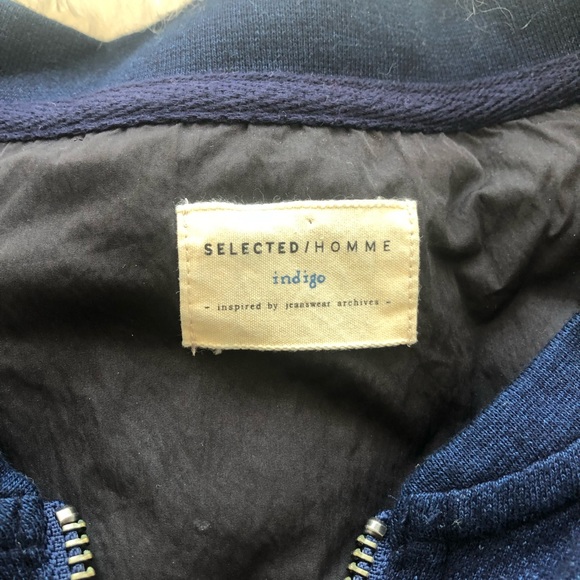 SELECTED/HOMME
indigo
- inspired by jeanswear archives -